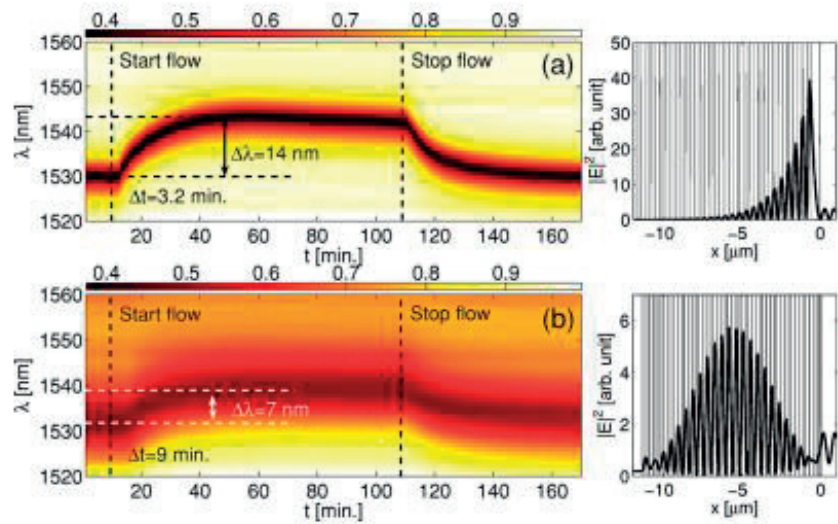 0.4 0.5 0.6 0.7 0.8 0.9
1560
1550
1540
1530
1520
λ [nm]
Start flow
Stop flow
(a)
Δλ=14 nm
Δt=3.2 min.
20 40 60 80 100 120 140 160
t [min.]
50
40
30
20
10
0
|E|² [arb. unit]
−10 −5 0
x [μm]
0.4 0.5 0.6 0.7 0.8 0.9
1560
1550
1540
1530
1520
λ [nm]
Start flow
Stop flow
(b)
Δλ=7 nm
Δt=9 min.
20 40 60 80 100 120 140 160
t [min.]
6
4
2
0
|E|² [arb. unit]
−10 −5 0
x [μm]